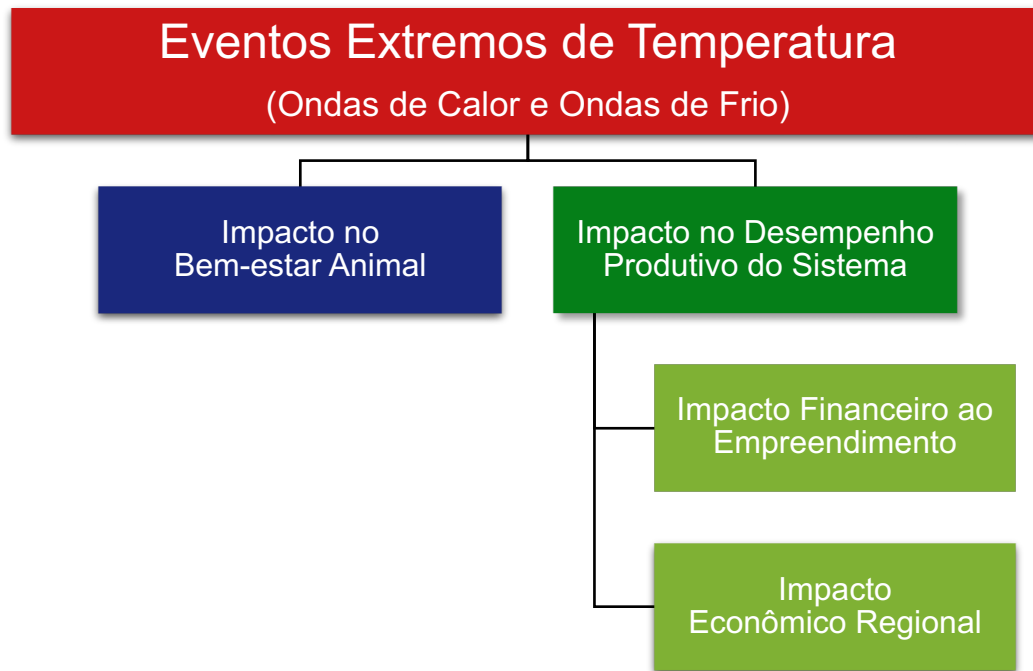 Eventos Extremos de Temperatura
(Ondas de Calor e Ondas de Frio)
Impacto no
Bem-estar Animal
Impacto no Desempenho
Produtivo do Sistema
Impacto Financeiro ao
Empreendimento
Impacto
Econômico Regional